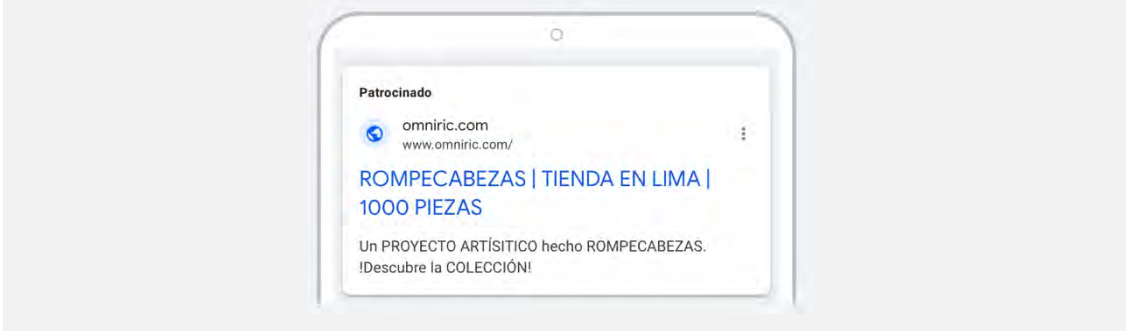 Patrocinado
omniric.com
www.omniric.com/
ROMPECABEZAS | TIENDA EN LIMA |
1000 PIEZAS
Un PROYECTO ARTÍSITICO hecho ROMPECABEZAS.
!Descubre la COLECCIÓN!